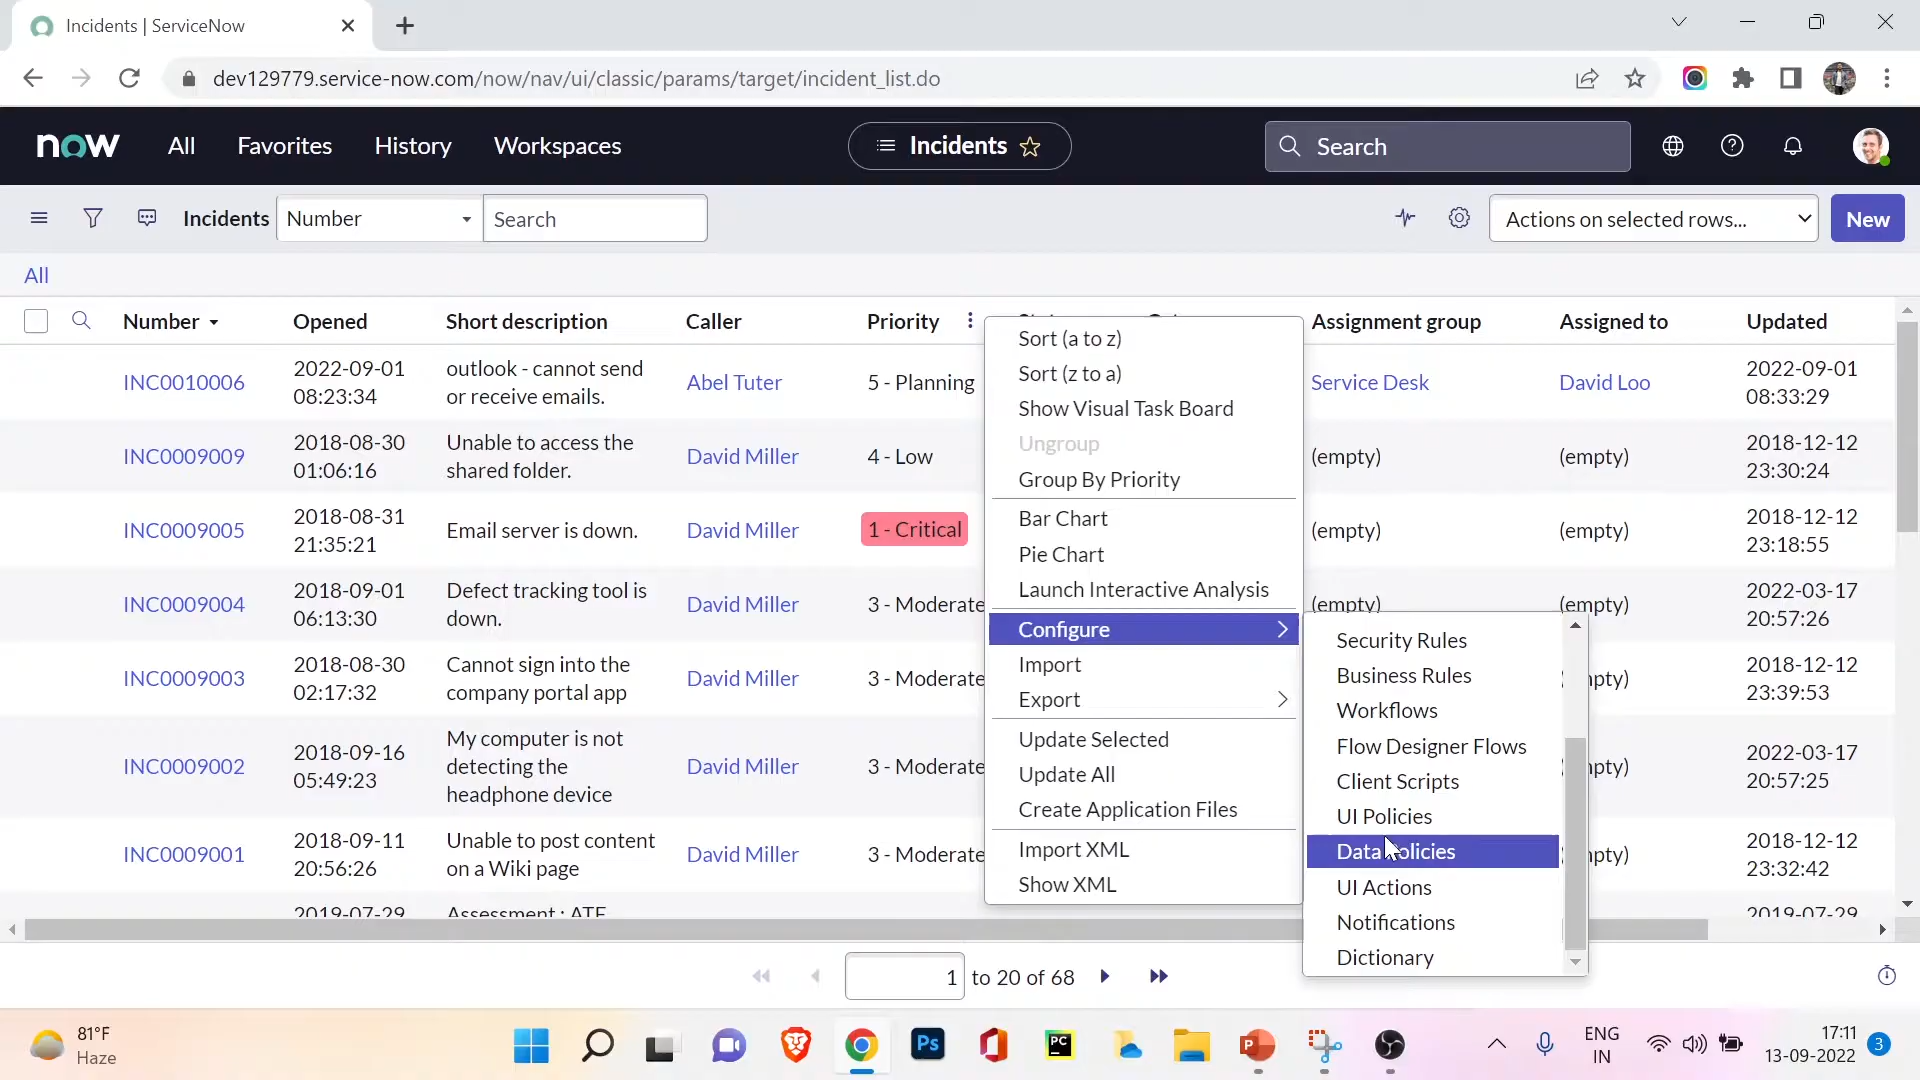 Incidents | ServiceNow
dev129779.service-now.com/now/nav/ui/classic/params/target/incident_list.do
now
All
Favorites
History
Workspaces
Incidents
Search
Incidents
Number
Search
Actions on selected rows...
New
All
Number
Opened
Short description
Caller
Priority
Assignment group
Assigned to
Updated
INC0010006
2022-09-01
08:23:34
outlook - cannot send
or receive emails.
Abel Tuter
5 - Planning
Service Desk
David Loo
2022-09-01
08:33:29
INC0009009
2018-08-30
01:06:16
Unable to access the
shared folder.
David Miller
4 - Low
(empty)
(empty)
2018-12-12
23:30:24
INC0009005
2018-08-31
21:35:21
Email server is down.
David Miller
1 - Critical
(empty)
(empty)
2018-12-12
23:18:55
INC0009004
2018-09-01
06:13:30
Defect tracking tool is
down.
David Miller
3 - Moderate
(empty)
(empty)
2022-03-17
20:57:26
INC0009003
2018-08-30
02:17:32
Cannot sign into the
company portal app
David Miller
3 - Moderate
2018-12-12
23:39:53
INC0009002
2018-09-16
05:49:23
My computer is not
detecting the
headphone device
David Miller
3 - Moderate
2022-03-17
20:57:25
INC0009001
2018-09-11
20:56:26
Unable to post content
on a Wiki page
David Miller
3 - Moderate
2018-12-12
23:32:42
2019-07-29
Assessment : ATF
2019-07-29
Sort (a to z)
Sort (z to a)
Show Visual Task Board
Ungroup
Group By Priority
Bar Chart
Pie Chart
Launch Interactive Analysis
Configure
Import
Export
Update Selected
Update All
Create Application Files
Import XML
Show XML
Security Rules
Business Rules
Workflows
Flow Designer Flows
Client Scripts
UI Policies
Data Policies
UI Actions
Notifications
Dictionary
1 to 20 of 68
81°F
Haze
Ps
PC
P
ENG
IN
17:11
13-09-2022
3